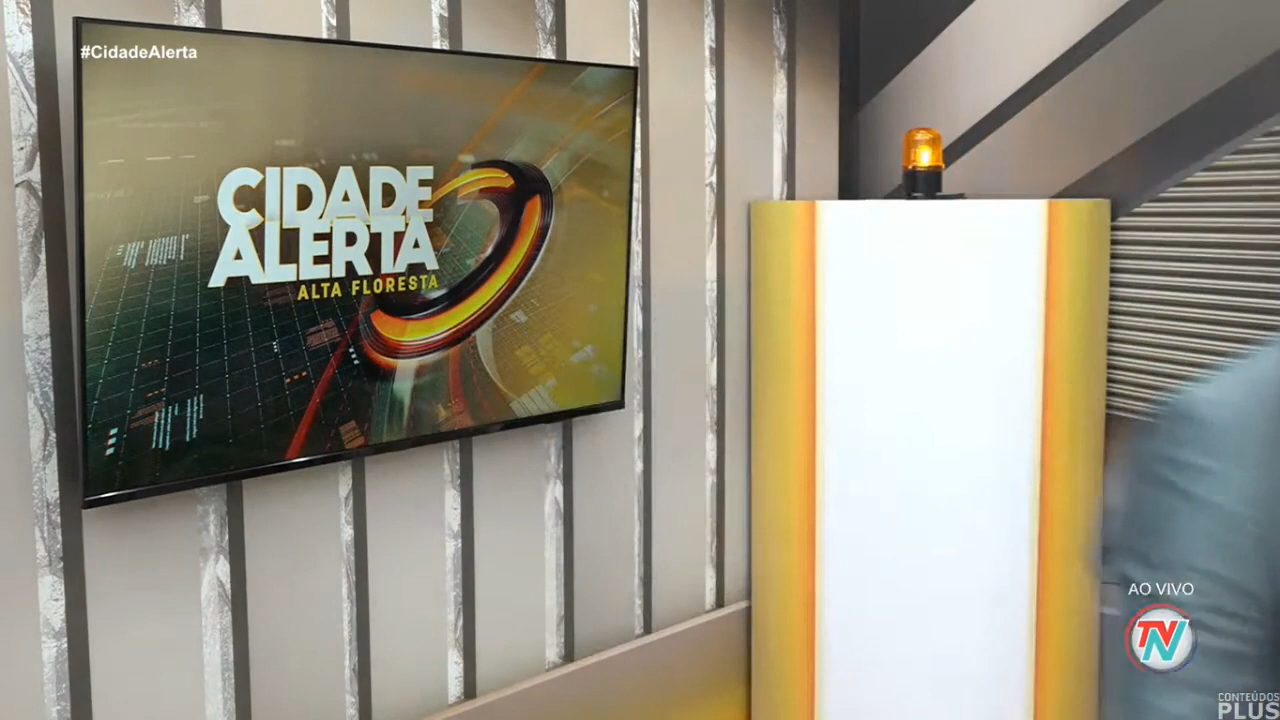 #CidadeAlerta
CIDADE
ALERTA
ALTA FLORESTA
AO VIVO
TN
CONTEÚDOS
PLUS